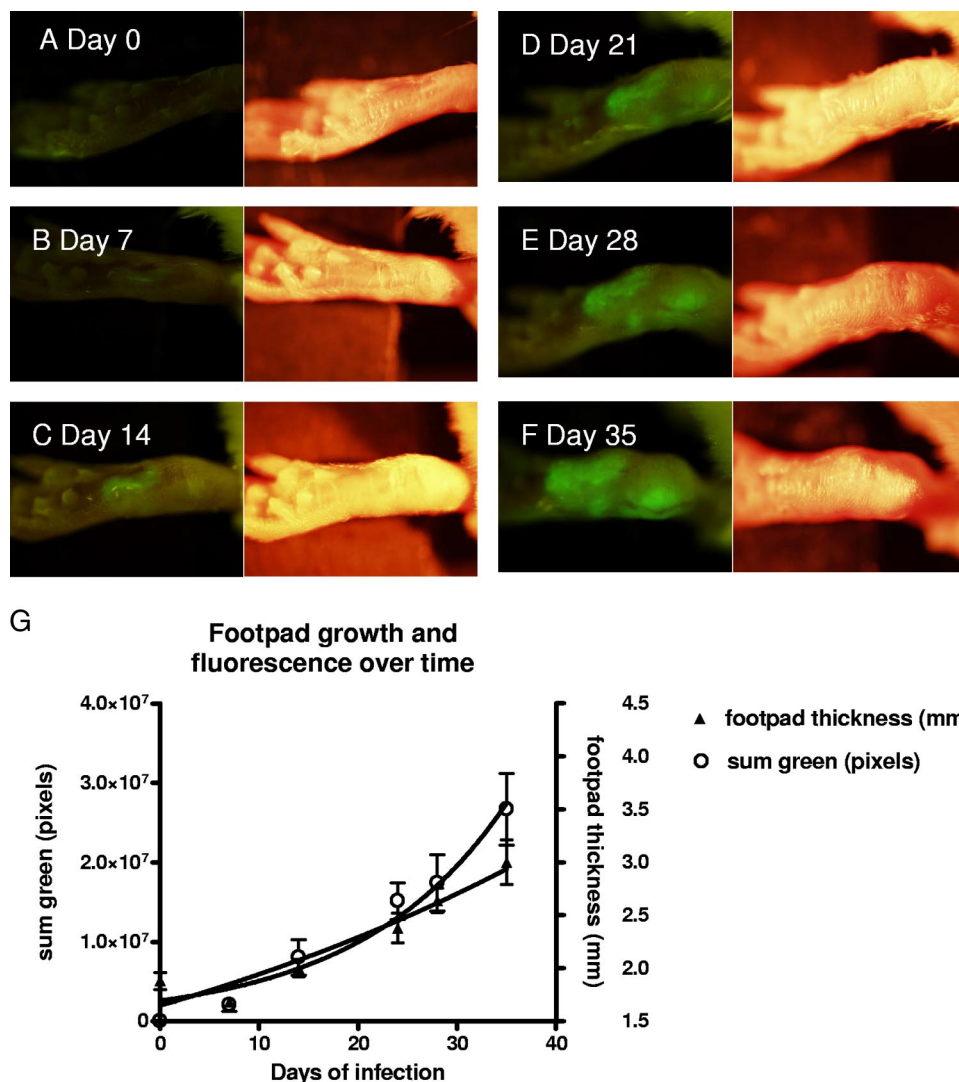 A Day 0
D Day 21
B Day 7
E Day 28
C Day 14
F Day 35
G
Footpad growth and
fluorescence over time
4.0×10⁷
3.0×10⁷
2.0×10⁷
1.0×10⁷
0
sum green (pixels)
0
10
20
30
40
Days of infection
4.5
4.0
3.5
3.0
2.5
2.0
1.5
footpad thickness (mm)
footpad thickness (mm
sum green (pixels)